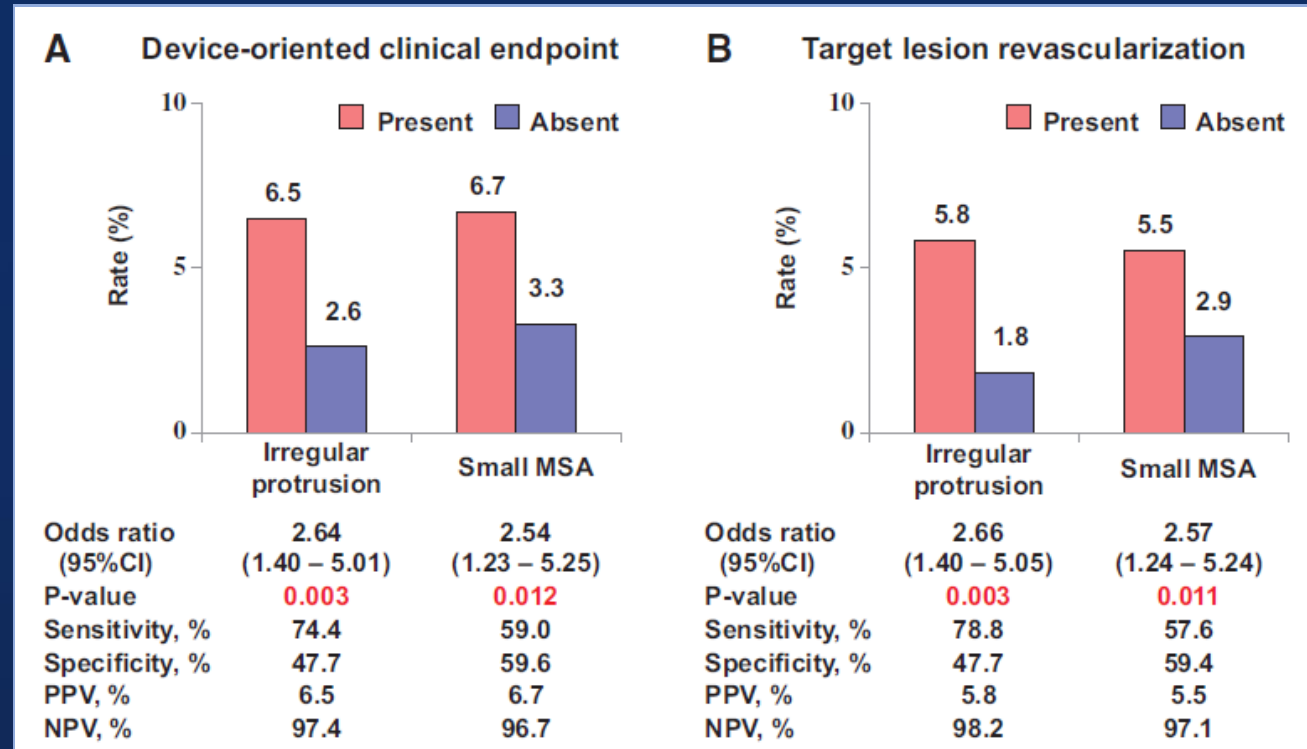 A Device-oriented clinical endpoint
10
Present Absent
6.5
6.7
Rate (%)
5
2.6
3.3
0
Irregular
protrusion
Small MSA
Odds ratio 2.64 2.54
(95%CI) (1.40 – 5.01) (1.23 – 5.25)
P-value 0.003 0.012
Sensitivity, % 74.4 59.0
Specificity, % 47.7 59.6
PPV, % 6.5 6.7
NPV, % 97.4 96.7
B Target lesion revascularization
10
Present Absent
5.8
5.5
Rate (%)
5
1.8
2.9
0
Irregular
protrusion
Small MSA
Odds ratio 2.66 2.57
(95%CI) (1.40 – 5.05) (1.24 – 5.24)
P-value 0.003 0.011
Sensitivity, % 78.8 57.6
Specificity, % 47.7 59.4
PPV, % 5.8 5.5
NPV, % 98.2 97.1